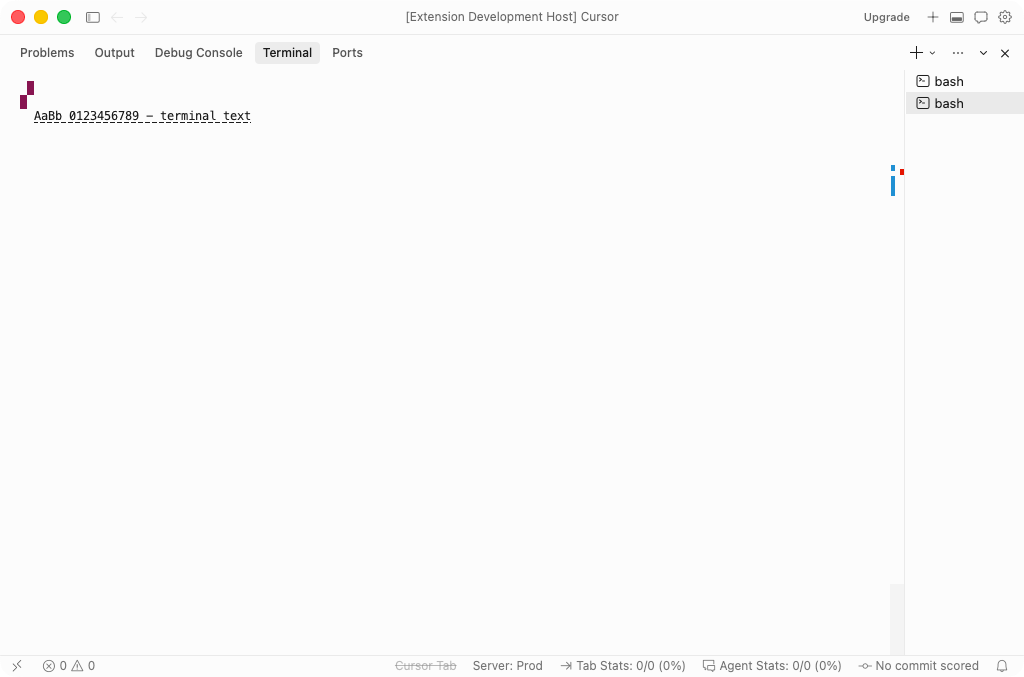 [Extension Development Host] Cursor
Upgrade
Problems Output Debug Console Terminal Ports
bash
bash
AaBb 0123456789 – terminal text
0 0 Cursor Tab Server: Prod Tab Stats: 0/0 (0%) Agent Stats: 0/0 (0%) No commit scored